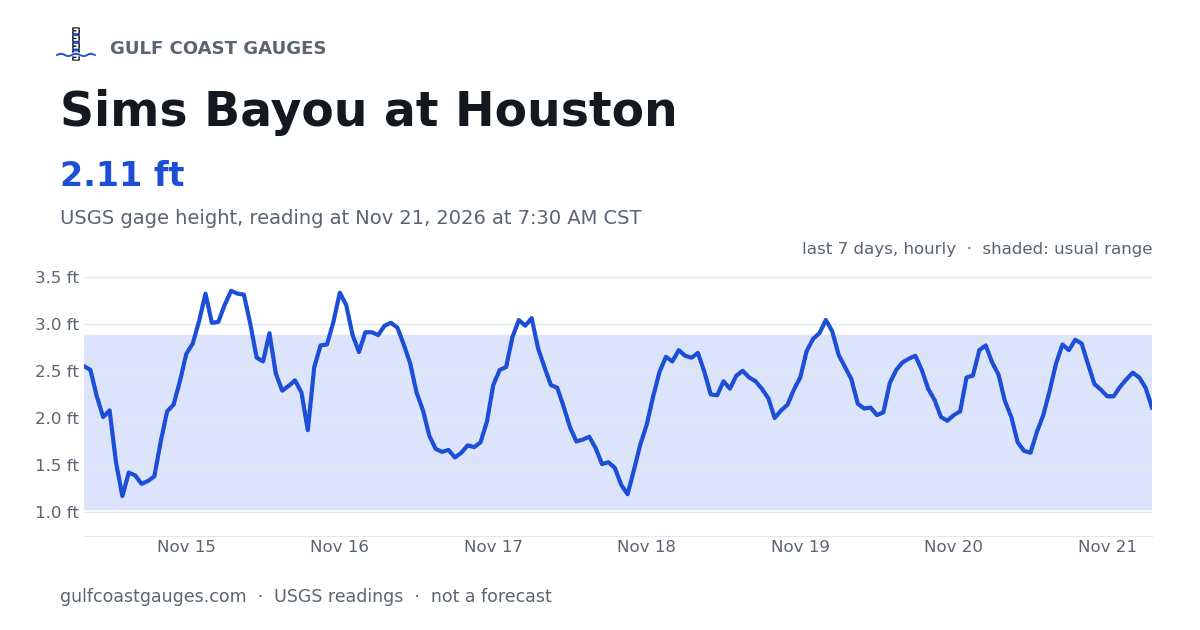 GULF COAST GAUGES
Sims Bayou at Houston
2.11 ft
USGS gage height, reading at Nov 21, 2026 at 7:30 AM CST
last 7 days, hourly · shaded: usual range
3.5 ft
3.0 ft
2.5 ft
2.0 ft
1.5 ft
1.0 ft
Nov 15 Nov 16 Nov 17 Nov 18 Nov 19 Nov 20 Nov 21
gulfcoastgauges.com · USGS readings · not a forecast